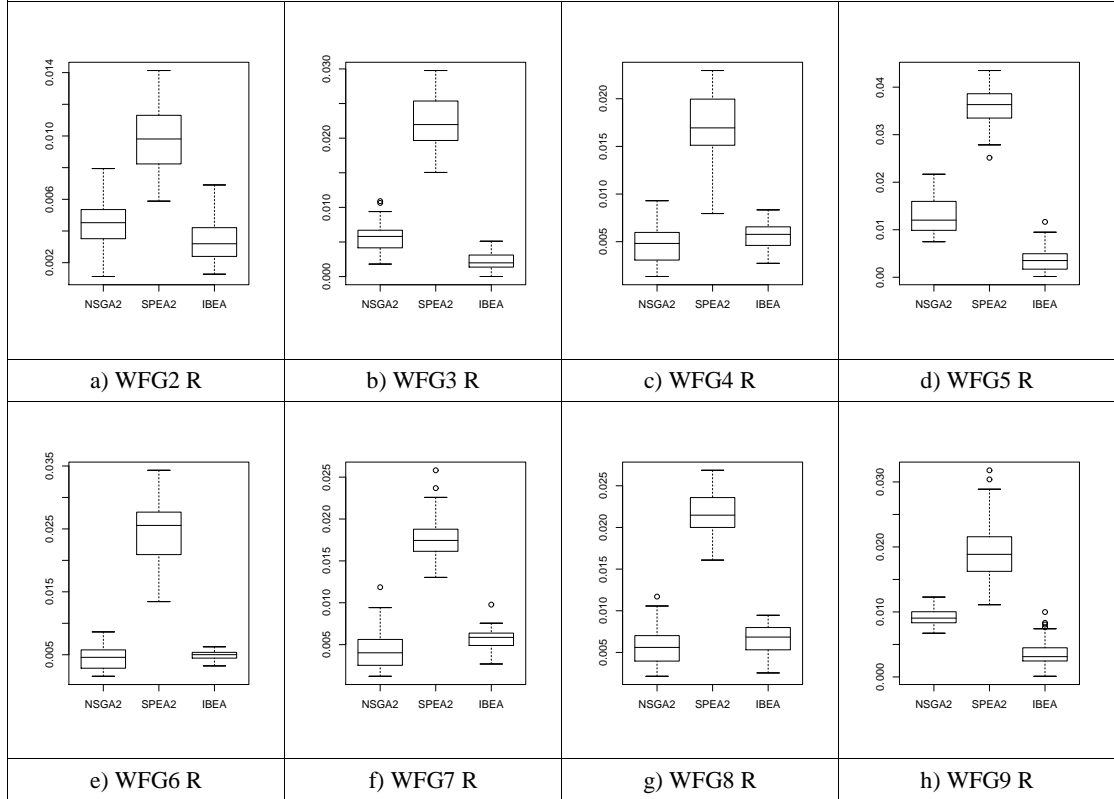 0.014
0.010
0.006
0.002
NSGA2 SPEA2 IBEA
a) WFG2 R
0.030
0.020
0.010
0.000
NSGA2 SPEA2 IBEA
b) WFG3 R
0.020
0.015
0.010
0.005
NSGA2 SPEA2 IBEA
c) WFG4 R
0.04
0.03
0.02
0.01
0.00
NSGA2 SPEA2 IBEA
d) WFG5 R
0.035
0.025
0.015
0.005
NSGA2 SPEA2 IBEA
e) WFG6 R
0.025
0.020
0.015
0.010
0.005
NSGA2 SPEA2 IBEA
f) WFG7 R
0.025
0.020
0.015
0.010
0.005
NSGA2 SPEA2 IBEA
g) WFG8 R
0.030
0.020
0.010
0.000
NSGA2 SPEA2 IBEA
h) WFG9 R